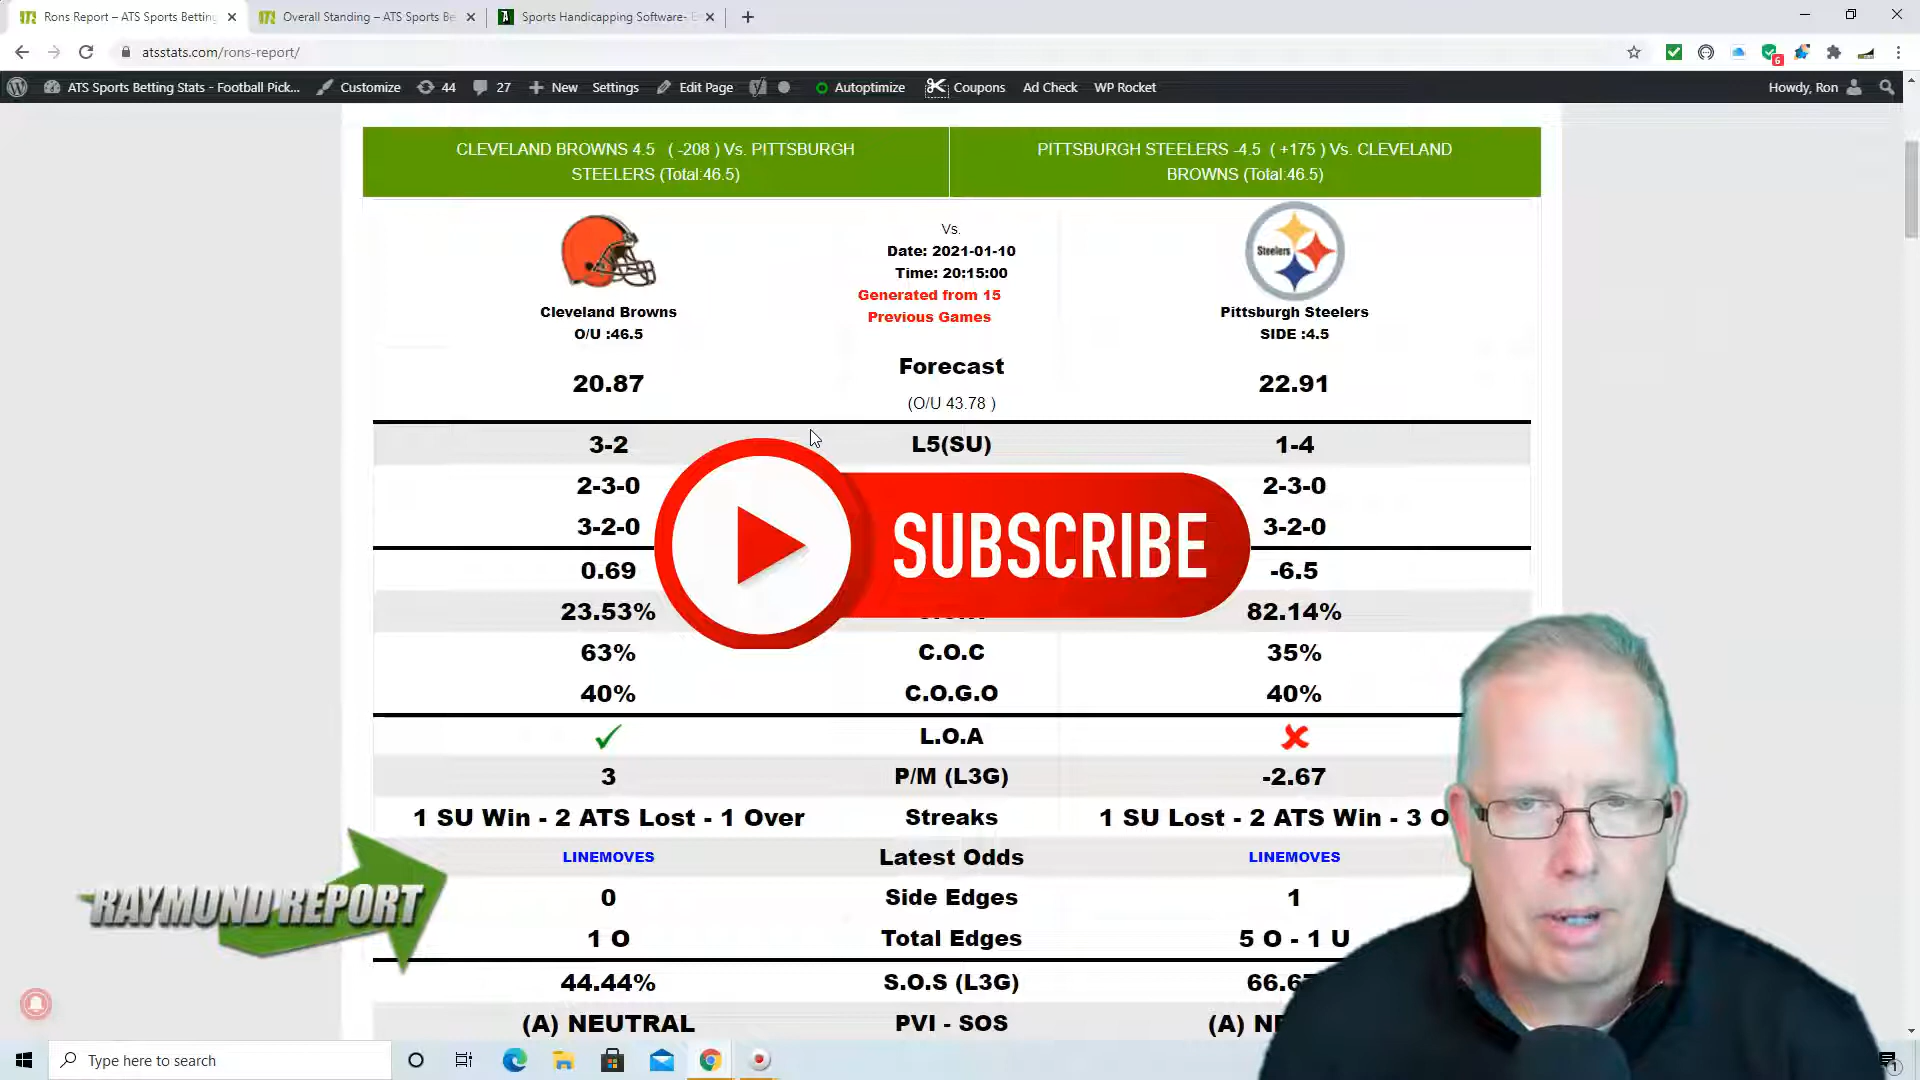 Rons Report – ATS Sports Betting
Overall Standing – ATS Sports Be
Sports Handicapping Software-
atsstats.com/rons-report/
6
ATS Sports Betting Stats - Football Pick...
Customize
44
27
New
Settings
Edit Page
Autoptimize
Coupons
Ad Check
WP Rocket
Howdy, Ron
CLEVELAND BROWNS 4.5 ( -208 ) Vs. PITTSBURGH
STEELERS (Total:46.5)
PITTSBURGH STEELERS -4.5 ( +175 ) Vs. CLEVELAND
BROWNS (Total:46.5)
Vs.
Date: 2021-01-10
Time: 20:15:00
Generated from 15
Previous Games
Steelers
Cleveland Browns
O/U :46.5
Pittsburgh Steelers
SIDE :4.5
20.87
Forecast
(O/U 43.78 )
22.91
3-2
L5(SU)
1-4
2-3-0
2-3-0
3-2-0
3-2-0
SUBSCRIBE
0.69
-6.5
23.53%
82.14%
63%
C.O.C
35%
40%
C.O.G.O
40%
L.O.A
3
P/M (L3G)
-2.67
1 SU Win - 2 ATS Lost - 1 Over
Streaks
1 SU Lost - 2 ATS Win - 3 O
LINEMOVES
Latest Odds
LINEMOVES
RAYMOND REPORT
0
Side Edges
1
1 O
Total Edges
5 O - 1 U
44.44%
S.O.S (L3G)
66.6
(A) NEUTRAL
PVI - SOS
(A) NE
Type here to search
1